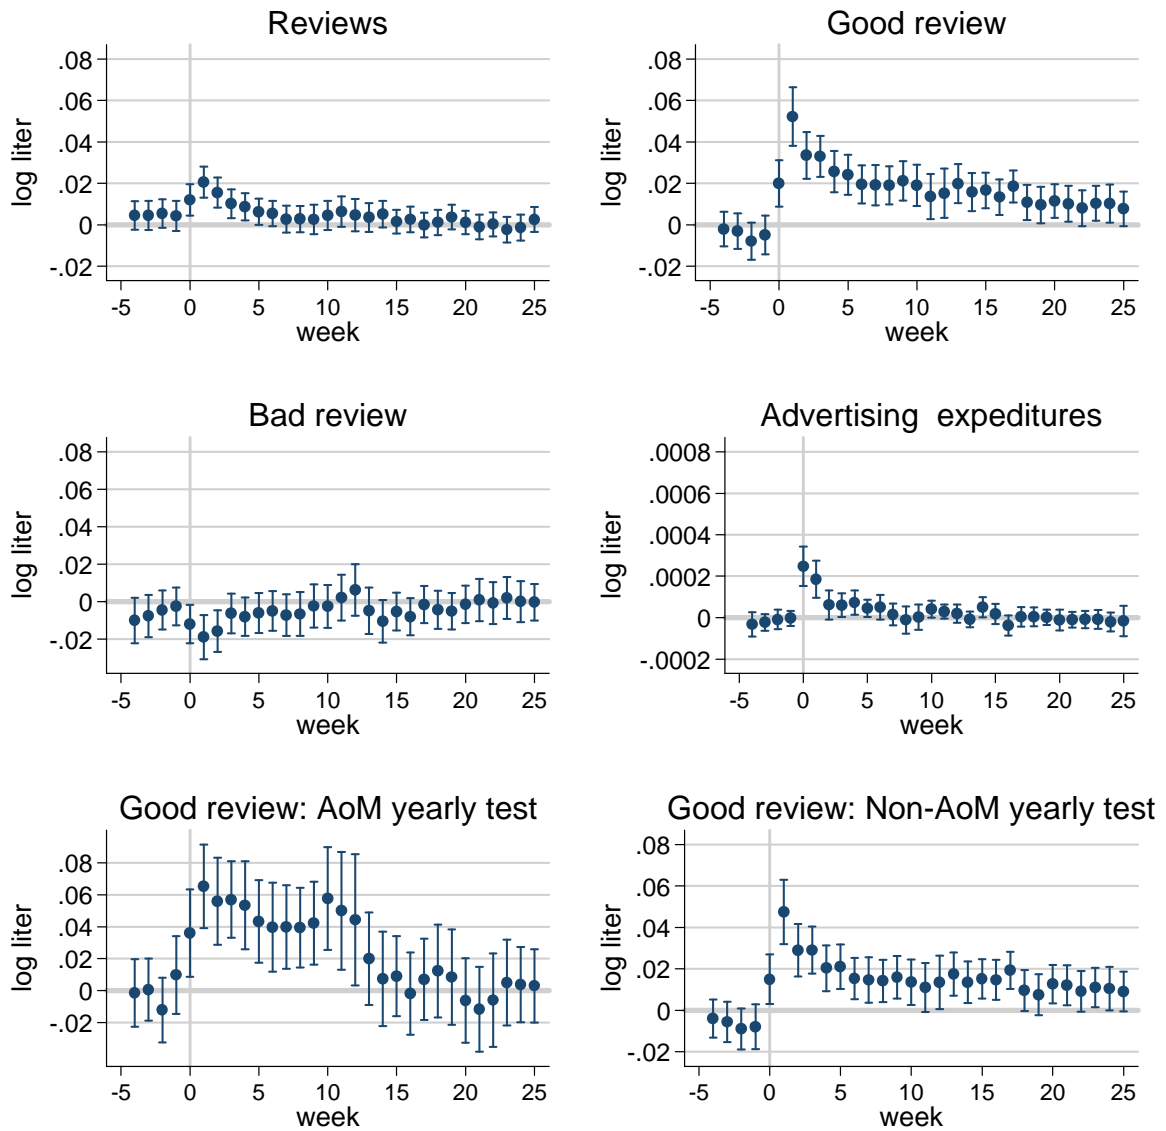 Reviews
.08
.06
.04
.02
0
-.02
log liter
-5 0 5 10 15 20 25
week
Good review
.08
.06
.04
.02
0
-.02
log liter
-5 0 5 10 15 20 25
week
Bad review
.08
.06
.04
.02
0
-.02
log liter
-5 0 5 10 15 20 25
week
Advertising expeditures
.0008
.0006
.0004
.0002
0
-.0002
log liter
-5 0 5 10 15 20 25
week
Good review: AoM yearly test
.08
.06
.04
.02
0
-.02
log liter
-5 0 5 10 15 20 25
week
Good review: Non-AoM yearly test
.08
.06
.04
.02
0
-.02
log liter
-5 0 5 10 15 20 25
week